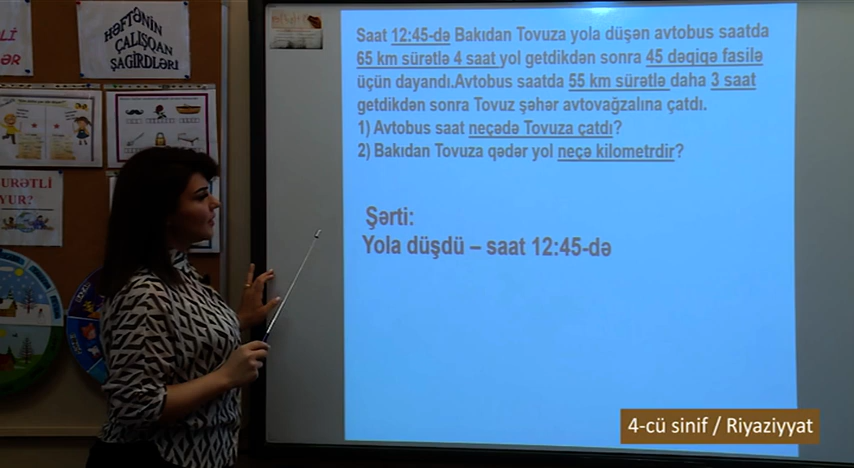 HƏFTƏNİN
ÇALIŞQAN
ŞAGİRDLƏRİ
Saat 12:45-də Bakıdan Tovuza yola düşən avtobus saatda
65 km sürətlə 4 saat yol getdikdən sonra 45 dəqiqə fasilə
üçün dayandı.Avtobus saatda 55 km sürətlə daha 3 saat
getdikdən sonra Tovuz şəhər avtovağzalına çatdı.
1) Avtobus saat neçədə Tovuza çatdı?
2) Bakıdan Tovuza qədər yol neçə kilometrdir?
Şərti:
Yola düşdü – saat 12:45-də
4-cü sinif / Riyaziyyat